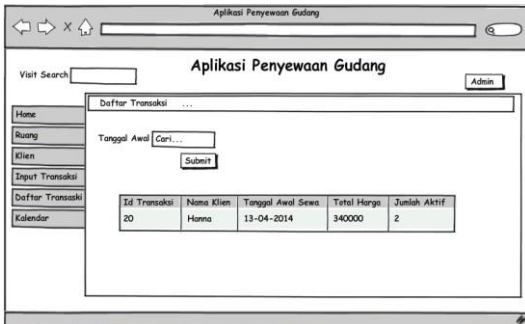 Aplikasi Penyewaan Gudang
Aplikasi Penyewaan Gudang
Visit Search
Admin
Home
Ruang
Klien
Input Transaksi
Daftar Transaski
Kalendar
Daftar Transaksi ...
Tanggal Awal Cari...
Submit
Id Transaksi Nama Klien Tanggal Awal Sewa Total Harga Jumlah Aktif
20 Hanna 13-04-2014 340000 2